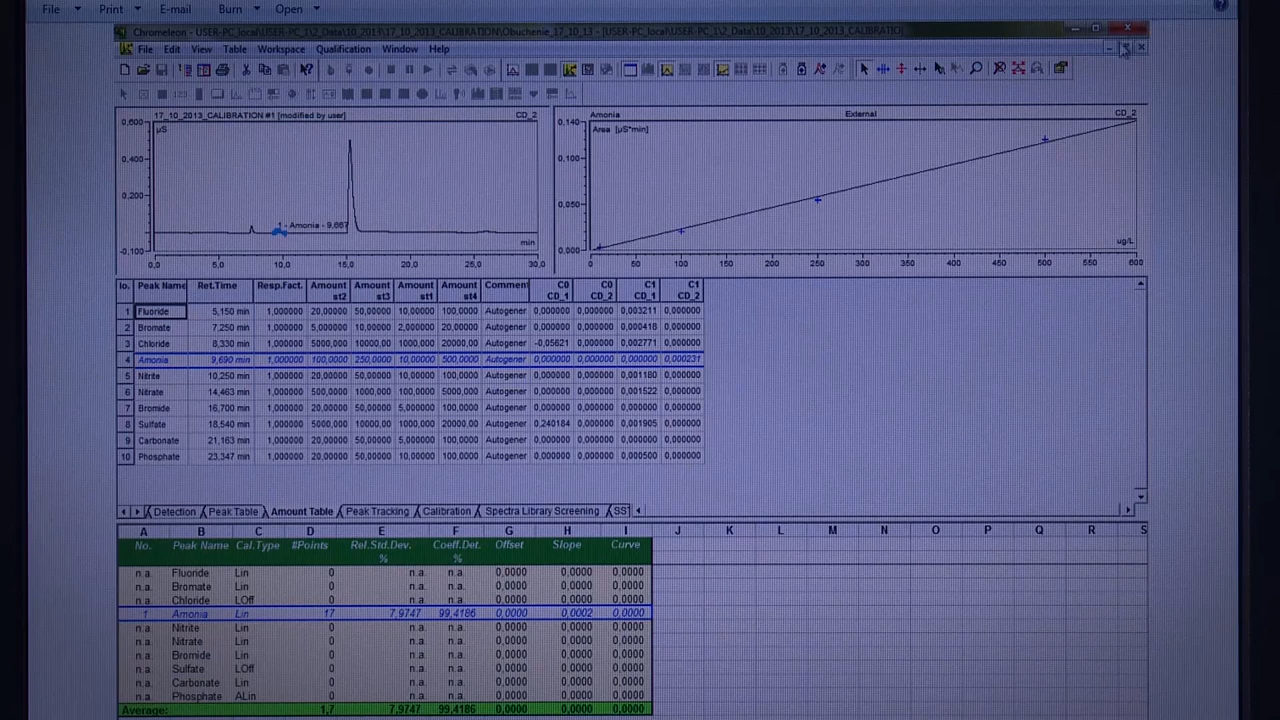 File Print E-mail Burn Open
Chromeleon - USER-PC_local\USER-PC_1\2_Data\10_2013\17_10_2013_CALIBRATION\Obuchenie_17_10_13 - [USER-PC_local\USER-PC_1\2_Data\10_2013\17_10_2013_CALIBRATIO
File Edit View Table Workspace Qualification Window Help
17_10_2013_CALIBRATION #1 [modified by user] CD_2
0,600
µS
0,400
0,200
-0,100
1 - Amonia - 9,667
min
0,0 5,0 10,0 15,0 20,0 25,0 30,0
Amonia External CD_2
0,140
Area [µS*min]
0,100
0,050
0,000
ug/L
0 50 100 150 200 250 300 350 400 450 500 600
No. Peak Name Ret.Time Resp.Fact. Amount st2 Amount st3 Amount st1 Amount st4 Comment C0 CD_1 C0 CD_2 C1 CD_1 C1 CD_2
1 Fluoride 5,150 min 1,000000 20,00000 50,00000 10,00000 100,0000 Autogener 0,000000 0,000000 0,003211 0,000000
2 Bromate 7,250 min 1,000000 5,000000 10,00000 2,000000 20,00000 Autogener 0,000000 0,000000 0,000418 0,000000
3 Chloride 8,330 min 1,000000 5000,000 10000,00 1000,000 20000,00 Autogener -0,05621 0,000000 0,002771 0,000000
4 Amonia 9,690 min 1,000000 100,0000 250,0000 10,00000 500,0000 Autogener 0,000000 0,000000 0,000000 0,000231
5 Nitrite 10,250 min 1,000000 20,00000 50,00000 10,00000 100,0000 Autogener 0,000000 0,000000 0,001180 0,000000
6 Nitrate 14,463 min 1,000000 500,0000 1000,000 100,0000 5000,000 Autogener 0,000000 0,000000 0,001522 0,000000
7 Bromide 16,700 min 1,000000 20,00000 50,00000 5,000000 100,0000 Autogener 0,000000 0,000000 0,000000 0,000000
8 Sulfate 18,540 min 1,000000 5000,000 10000,00 1000,000 20000,00 Autogener 0,240184 0,000000 0,001905 0,000000
9 Carbonate 21,163 min 1,000000 20,00000 50,00000 5,000000 100,0000 Autogener 0,000000 0,000000 0,000000 0,000000
10 Phosphate 23,347 min 1,000000 20,00000 50,00000 10,00000 100,0000 Autogener 0,000000 0,000000 0,000500 0,000000
Detection Peak Table Amount Table Peak Tracking Calibration Spectra Library Screening SST
A B C D E F G H I J K L M N O P Q R S
No. Peak Name Cal.Type #Points Rel.Std.Dev. Coeff.Det. Offset Slope Curve
% %
n.a. Fluoride Lin 0 n.a. n.a. 0,0000 0,0000 0,0000
n.a. Bromate Lin 0 n.a. n.a. 0,0000 0,0000 0,0000
n.a. Chloride LOff 0 n.a. n.a. 0,0000 0,0000 0,0000
1 Amonia Lin 17 7,9747 99,4186 0,0000 0,0002 0,0000
n.a. Nitrite Lin 0 n.a. n.a. 0,0000 0,0000 0,0000
n.a. Nitrate Lin 0 n.a. n.a. 0,0000 0,0000 0,0000
n.a. Bromide Lin 0 n.a. n.a. 0,0000 0,0000 0,0000
n.a. Sulfate LOff 0 n.a. n.a. 0,0000 0,0000 0,0000
n.a. Carbonate Lin 0 n.a. n.a. 0,0000 0,0000 0,0000
n.a. Phosphate ALin 0 n.a. n.a. 0,0000 0,0000 0,0000
Average: 1,7 7,9747 99,4186 0,0000 0,0000 0,0000